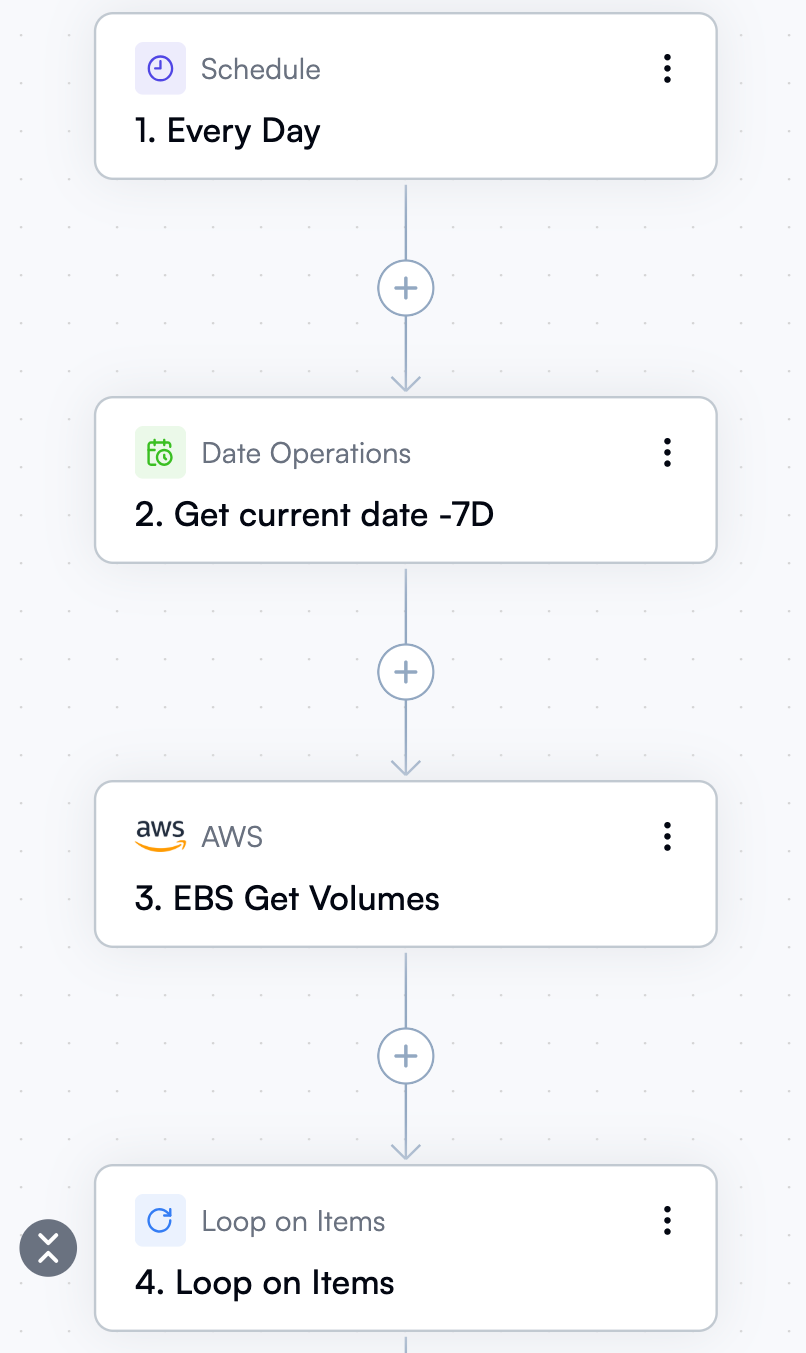 Schedule
1. Every Day
Date Operations
2. Get current date -7D
aws AWS
3. EBS Get Volumes
Loop on Items
4. Loop on Items